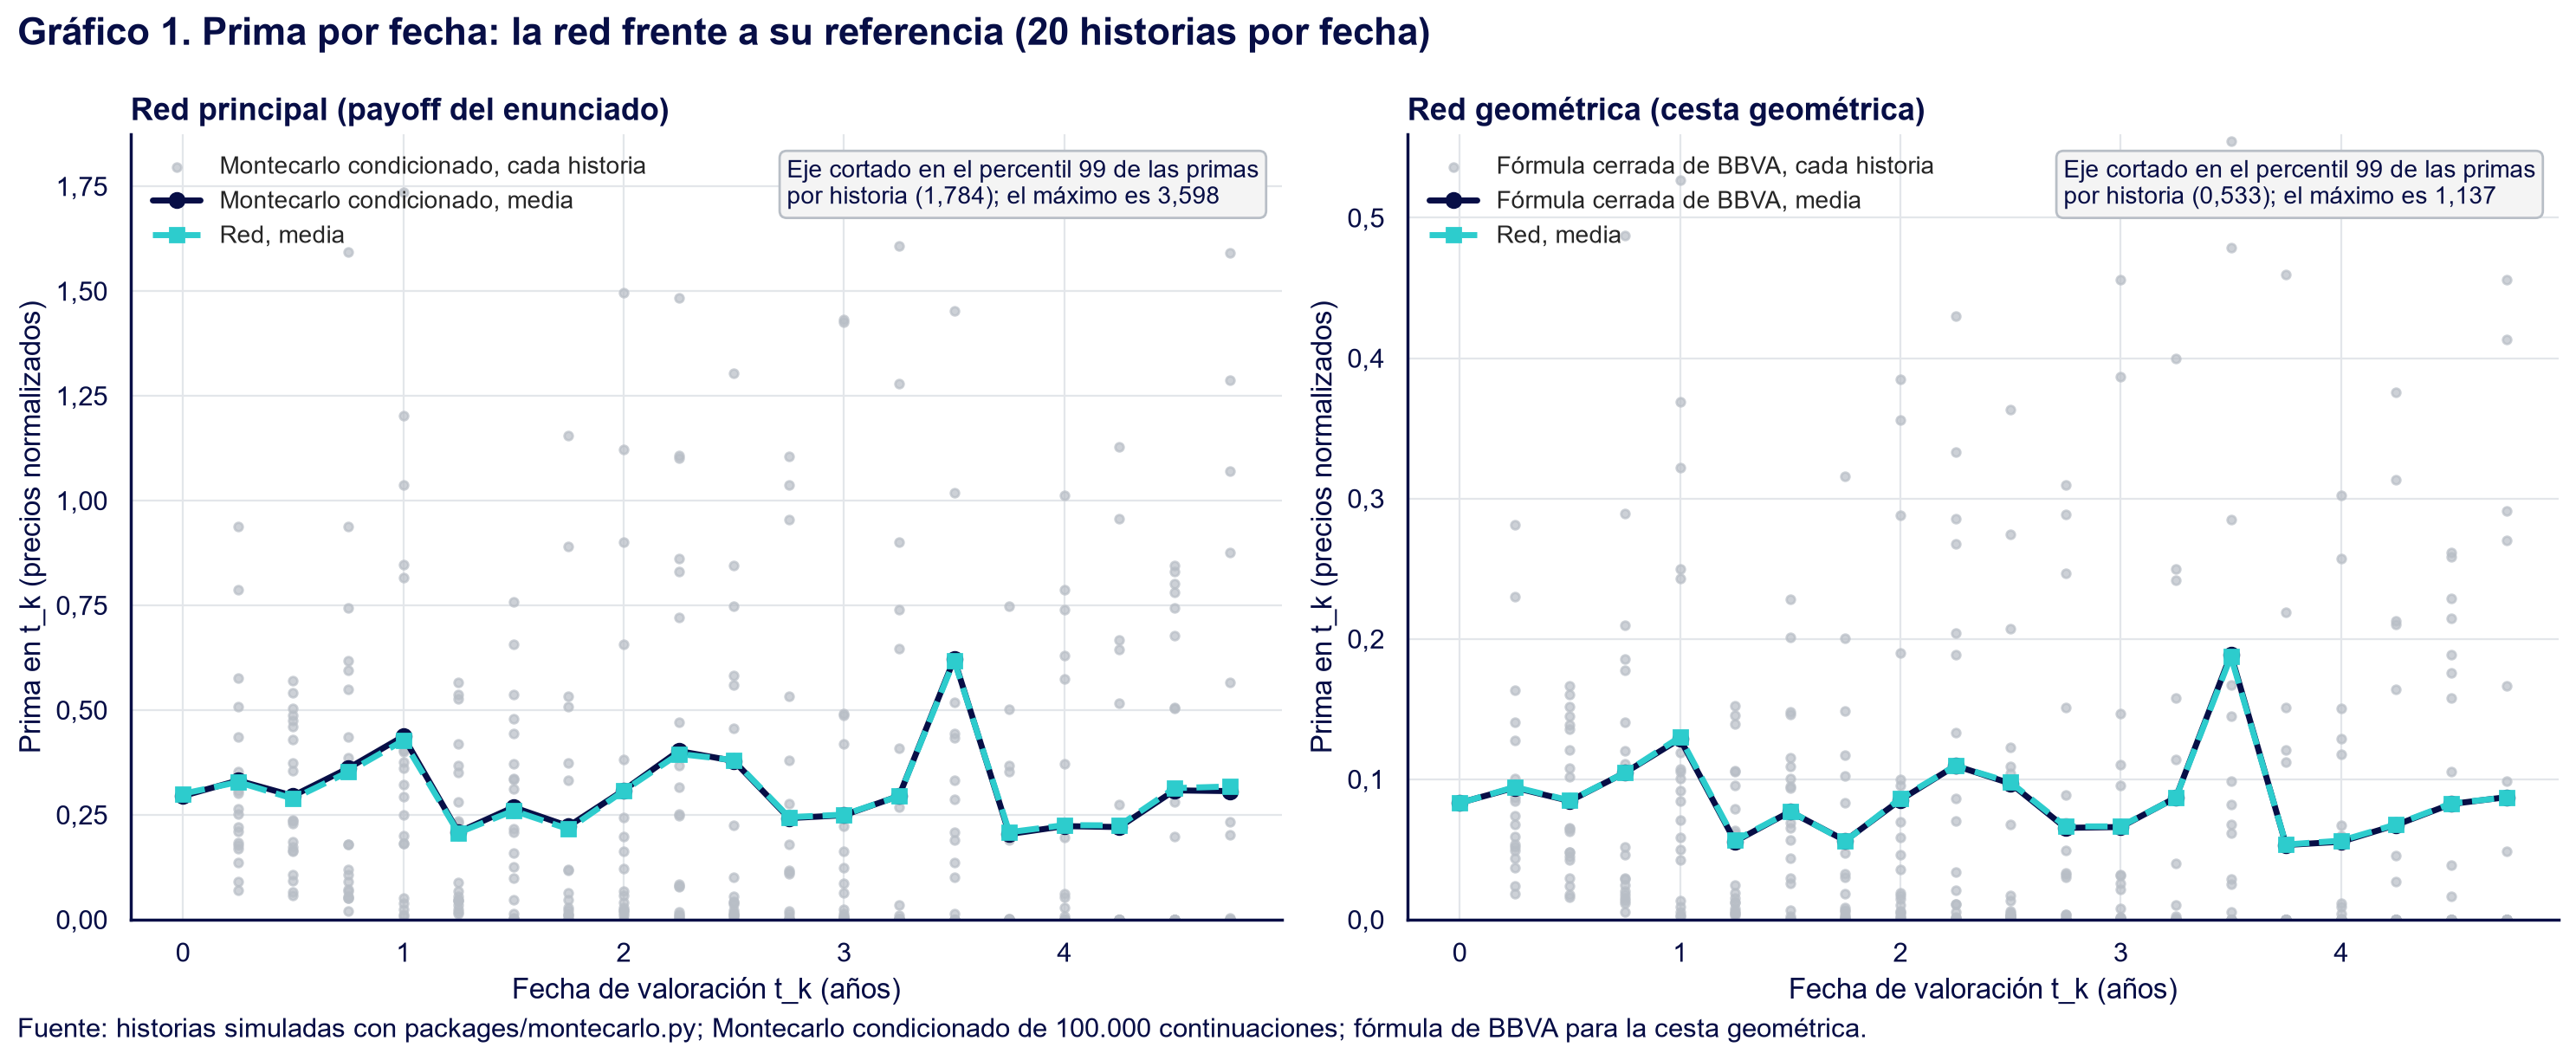 Gráfico 1. Prima por fecha: la red frente a su referencia (20 historias por fecha)
Red principal (payoff del enunciado)
Montecarlo condicionado, cada historia
Montecarlo condicionado, media
Red, media
Eje cortado en el percentil 99 de las primas
por historia (1,784); el máximo es 3,598
Prima en t_k (precios normalizados)
1,75
1,50
1,25
1,00
0,75
0,50
0,25
0,00
0
1
2
3
4
Fecha de valoración t_k (años)
Red geométrica (cesta geométrica)
Fórmula cerrada de BBVA, cada historia
Fórmula cerrada de BBVA, media
Red, media
Eje cortado en el percentil 99 de las primas
por historia (0,533); el máximo es 1,137
Prima en t_k (precios normalizados)
0,5
0,4
0,3
0,2
0,1
0,0
0
1
2
3
4
Fecha de valoración t_k (años)
Fuente: historias simuladas con packages/montecarlo.py; Montecarlo condicionado de 100.000 continuaciones; fórmula de BBVA para la cesta geométrica.